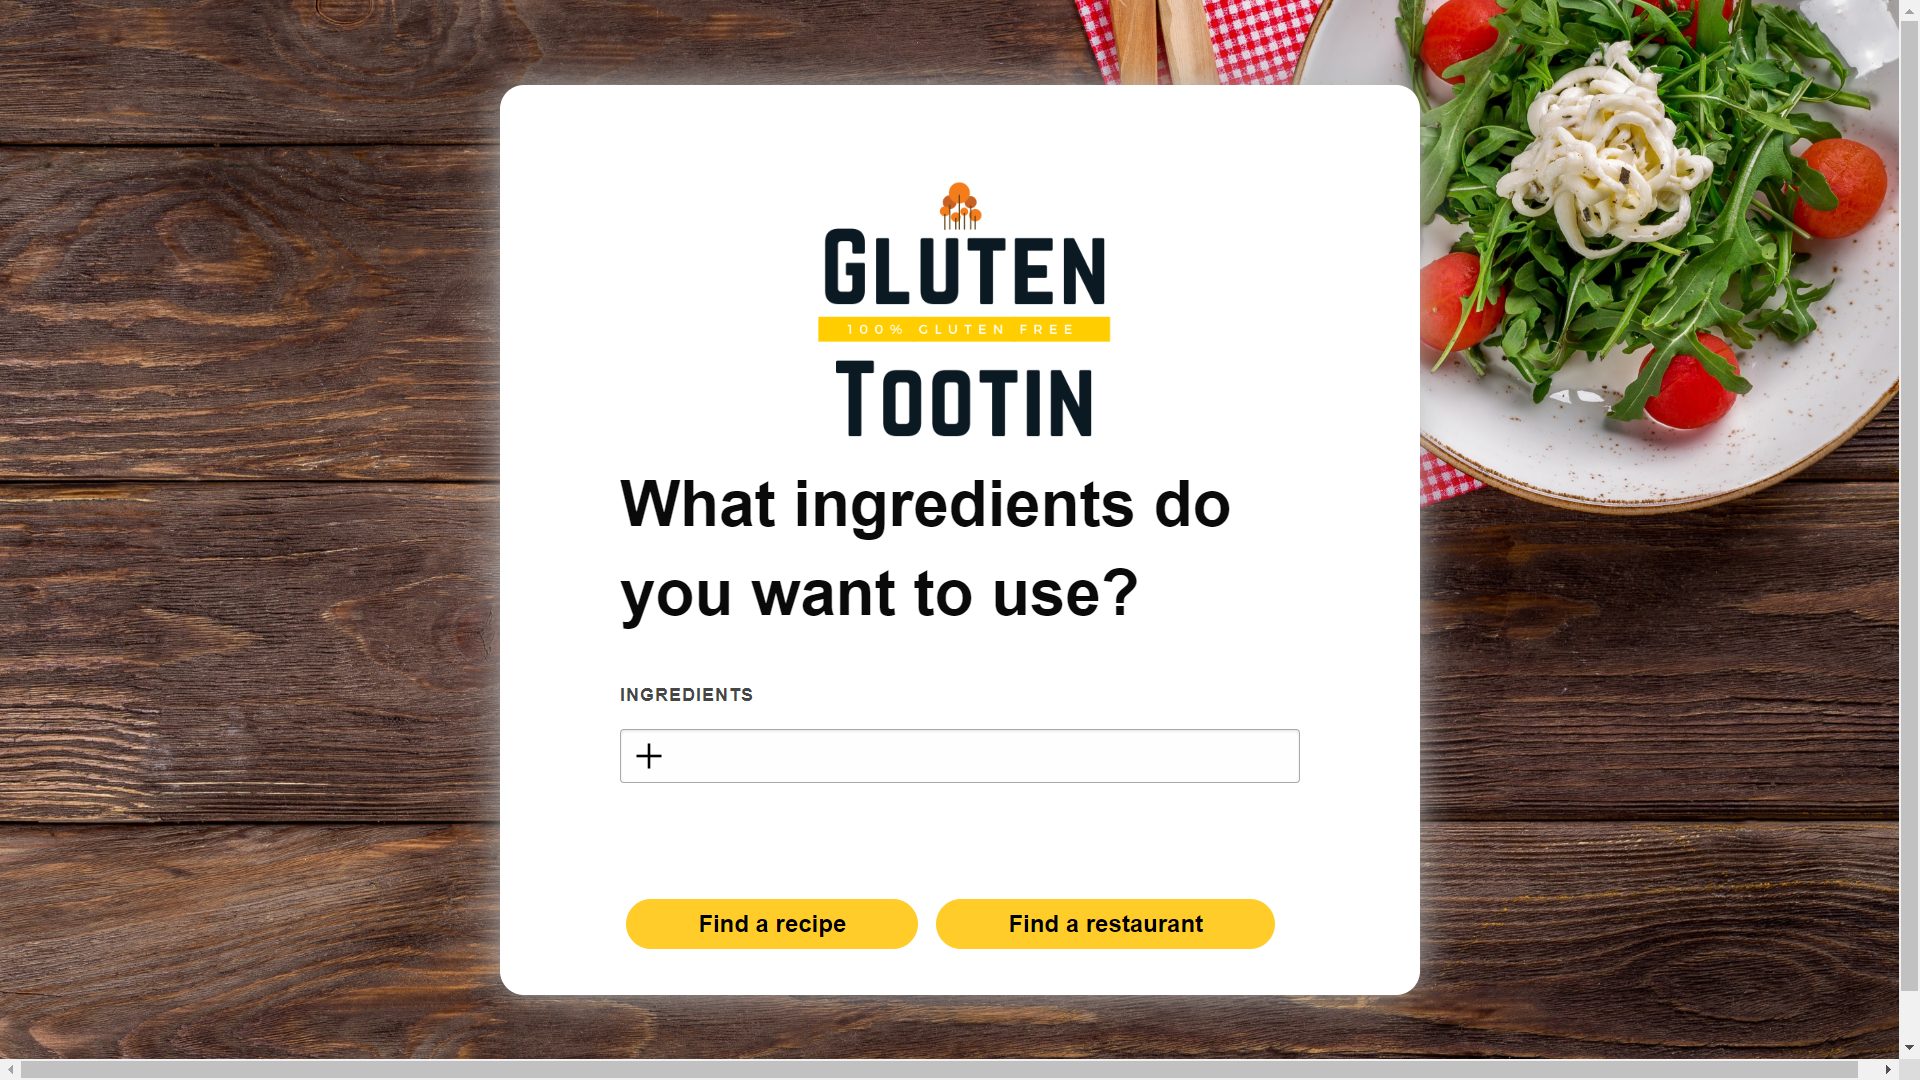 GLUTEN
100% GLUTEN FREE
TOOTIN
What ingredients do
you want to use?
INGREDIENTS
Find a recipe
Find a restaurant